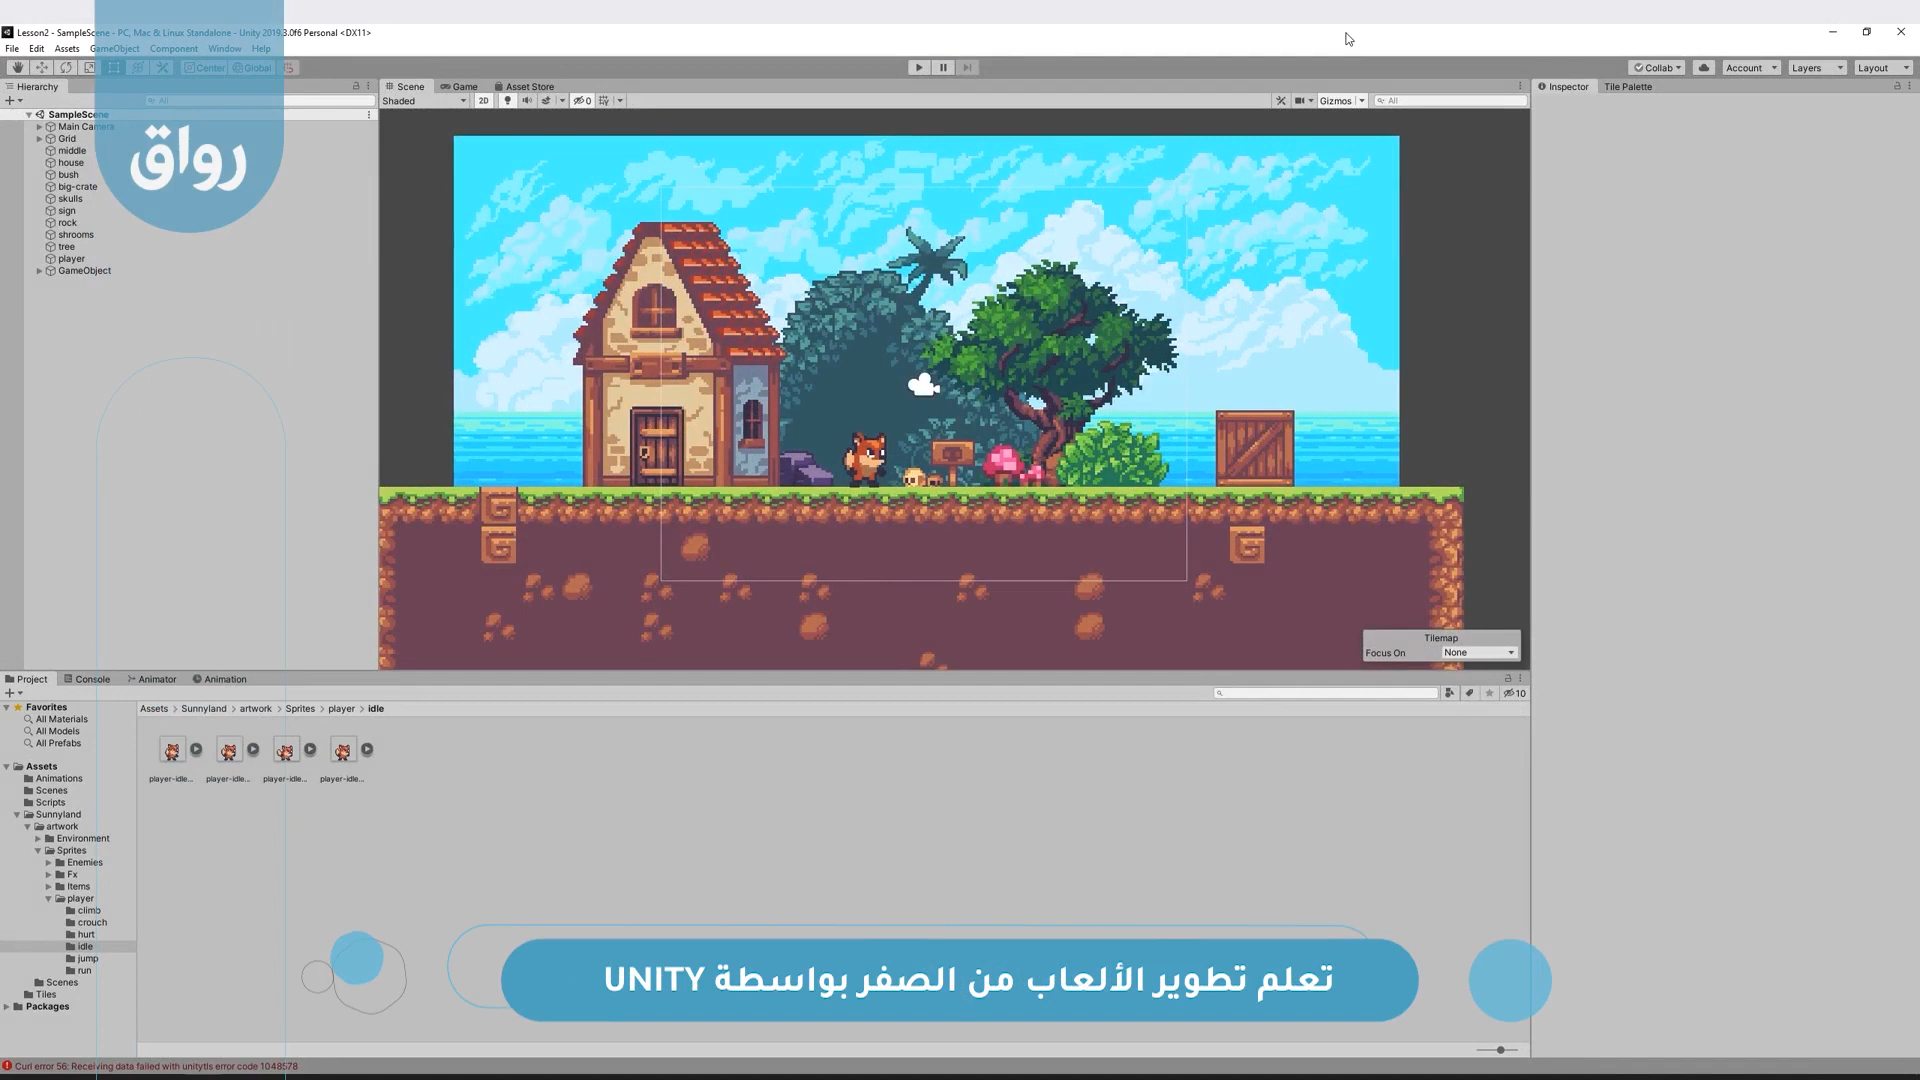 Lesson2 - SampleScene - PC, Mac & Linux Standalone - Unity 2019.3.0f6 Personal <DX11>
File Edit Assets GameObject Component Window Help
Center Global
Collab Account Layers Layout
Hierarchy
All
SampleScene
Main Camera
Grid
middle
house
bush
big-crate
skulls
sign
rock
shrooms
tree
player
GameObject
رواق
Scene Game Asset Store
Shaded 2D 0 Gizmos All
Tilemap
Focus On None
Inspector Tile Palette
Project Console Animator Animation
10
Favorites
All Materials
All Models
All Prefabs
Assets
Animations
Scenes
Scripts
Sunnyland
artwork
Environment
Sprites
Enemies
Fx
Items
player
climb
crouch
hurt
idle
jump
run
Scenes
Tiles
Packages
Assets > Sunnyland > artwork > Sprites > player > idle
player-idle... player-idle... player-idle... player-idle...
تعلم تطوير الألعاب من الصفر بواسطة UNITY
Curl error 56: Receiving data failed with unitytls error code 1048578